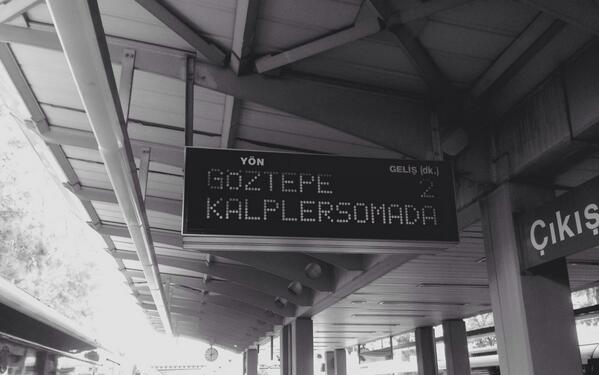 YÖN GELİŞ (dk.)
GÖZTEPE 2
KALPLERSOMADA
Çıkış